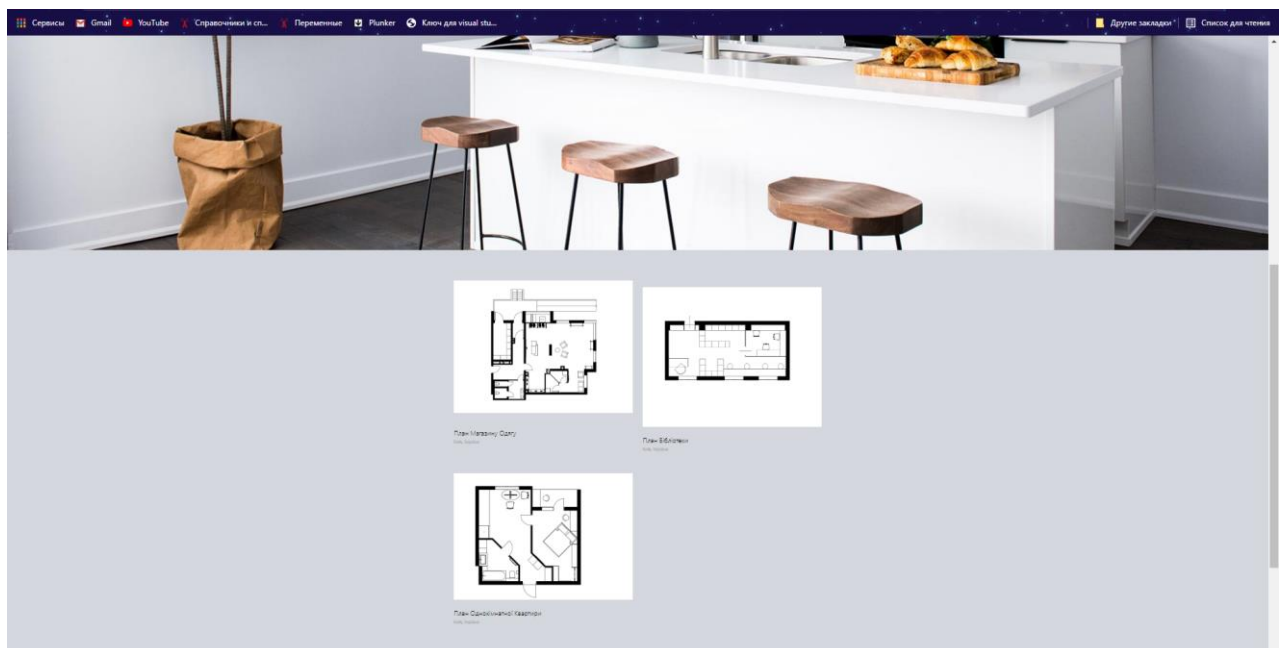 Сервисы Gmail YouTube Справочники и сп... Переменные Plunker Ключ для visual stu... Другие закладки Список для чтения
План Магазину Одягу
План Бібліотеки
План Однокімнатної Квартири